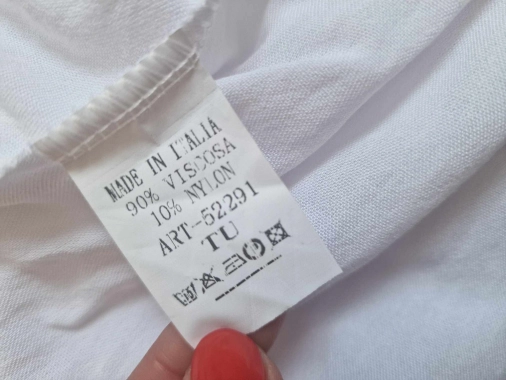 MADE IN ITALIA
90% VISCOSA
10% NYLON
ART-52291
TU